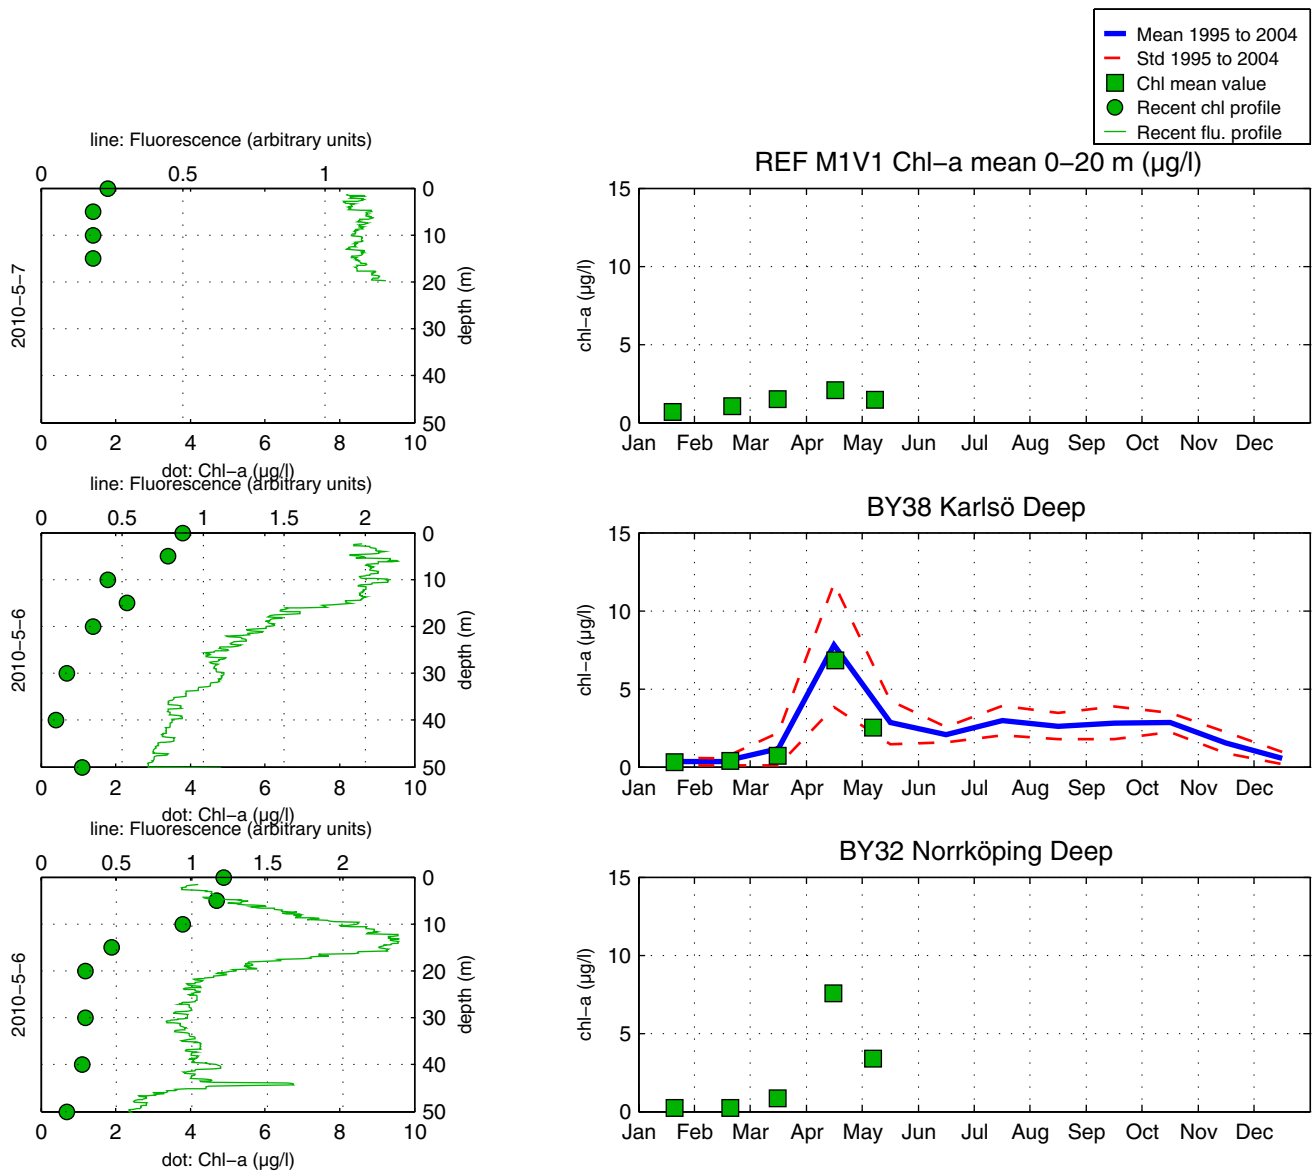 Mean 1995 to 2004
Std 1995 to 2004
Chl mean value
Recent chl profile
Recent flu. profile
line: Fluorescence (arbitrary units)
0 0.5 1
0
10
20
30
40
50
depth (m)
2010−5−7
0 2 4 6 8 10
dot: Chl−a (µg/l)
REF M1V1 Chl−a mean 0−20 m (µg/l)
15
10
5
0
chl−a (µg/l)
Jan Feb Mar Apr May Jun Jul Aug Sep Oct Nov Dec
line: Fluorescence (arbitrary units)
0 0.5 1 1.5 2
0
10
20
30
40
50
depth (m)
2010−5−6
0 2 4 6 8 10
dot: Chl−a (µg/l)
BY38 Karlsö Deep
15
10
5
0
chl−a (µg/l)
Jan Feb Mar Apr May Jun Jul Aug Sep Oct Nov Dec
line: Fluorescence (arbitrary units)
0 0.5 1 1.5 2
0
10
20
30
40
50
depth (m)
2010−5−6
0 2 4 6 8 10
dot: Chl−a (µg/l)
BY32 Norrköping Deep
15
10
5
0
chl−a (µg/l)
Jan Feb Mar Apr May Jun Jul Aug Sep Oct Nov Dec